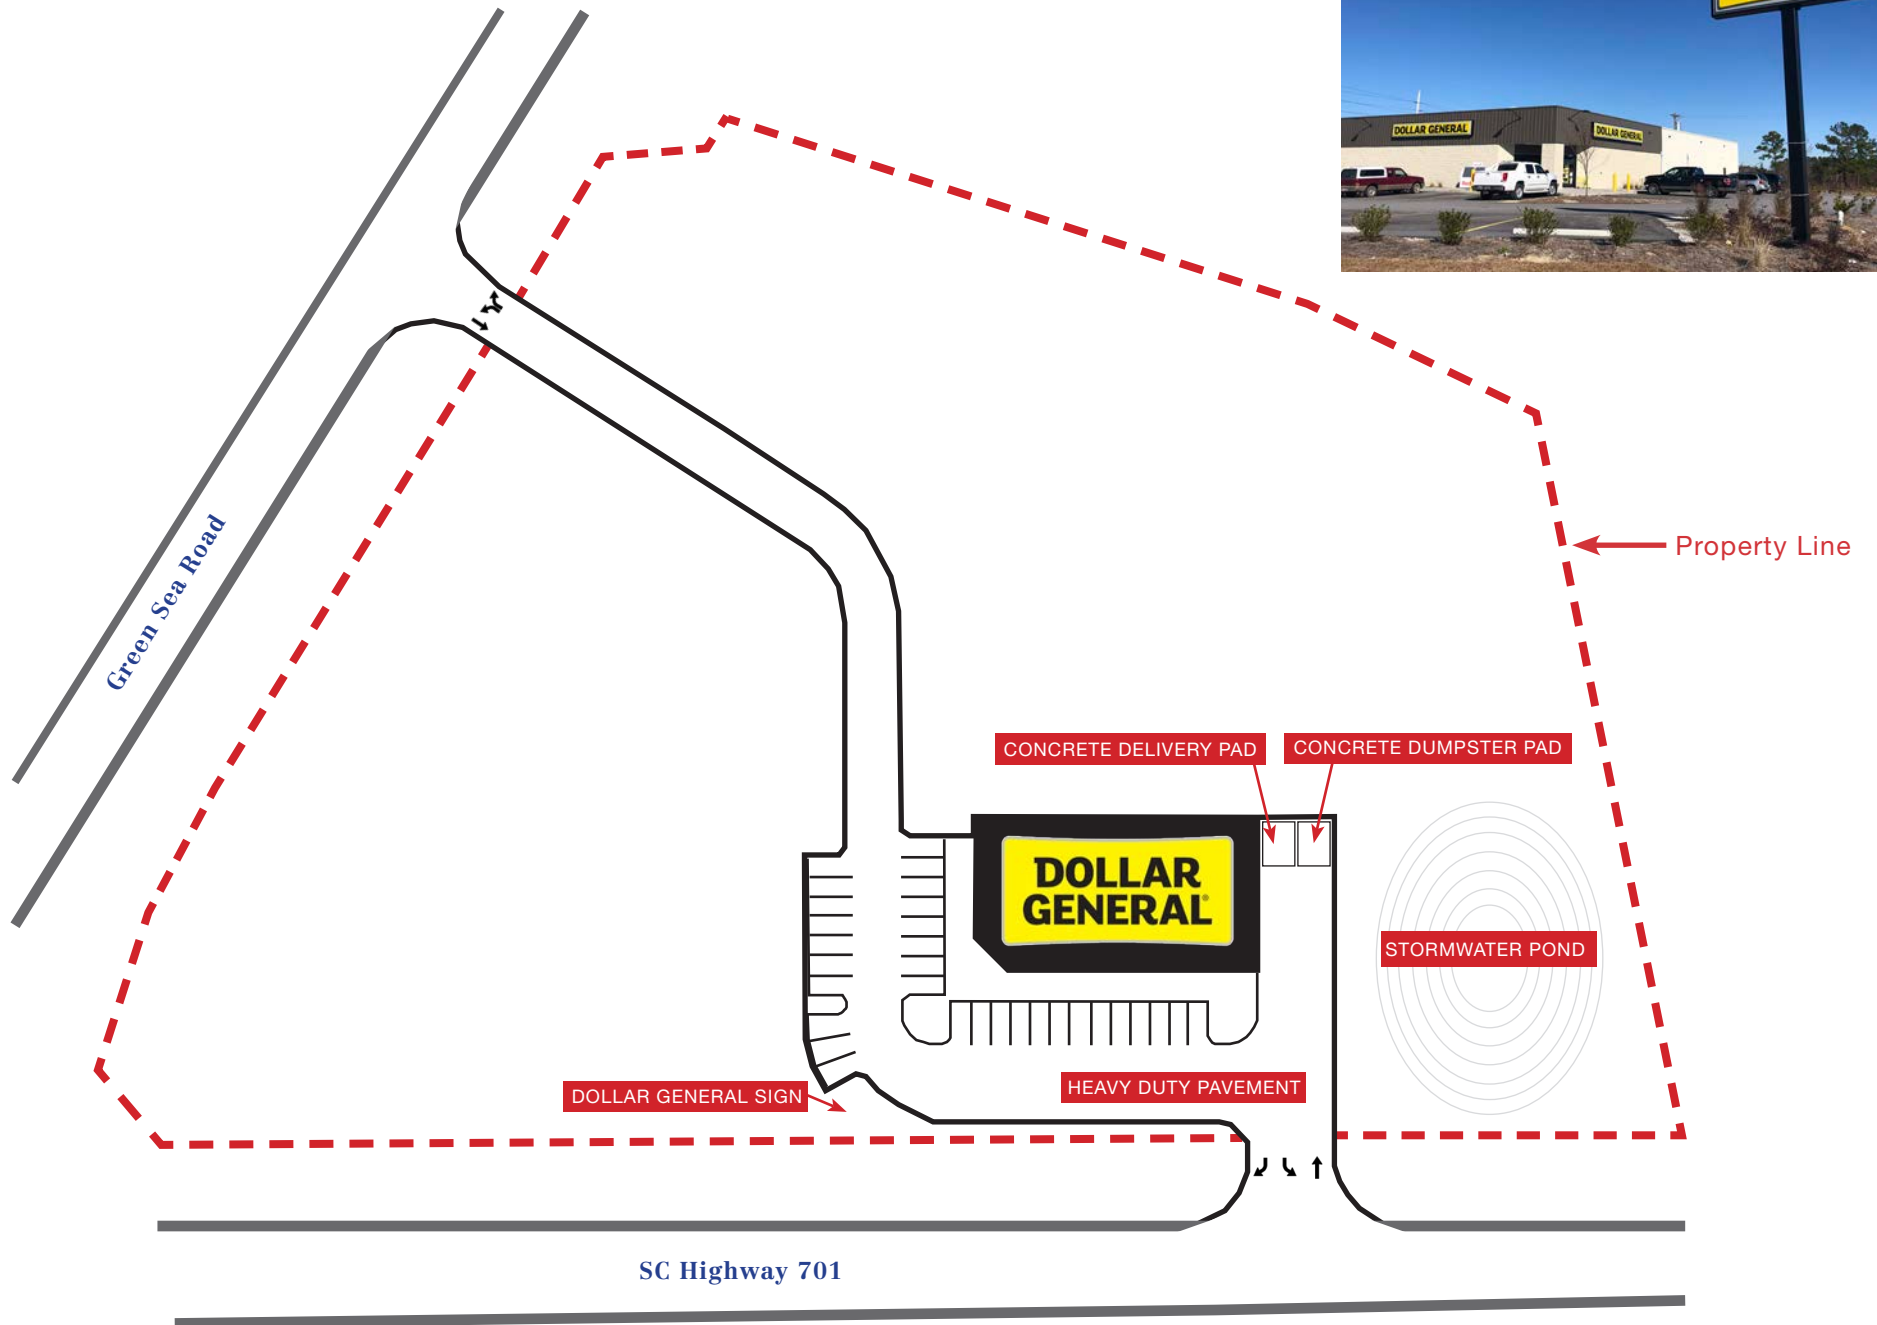 DOLLAR GENERAL
DOLLAR GENERAL
Green Sea Road
Property Line
CONCRETE DELIVERY PAD
CONCRETE DUMPSTER PAD
DOLLAR
GENERAL®
STORMWATER POND
HEAVY DUTY PAVEMENT
DOLLAR GENERAL SIGN
SC Highway 701